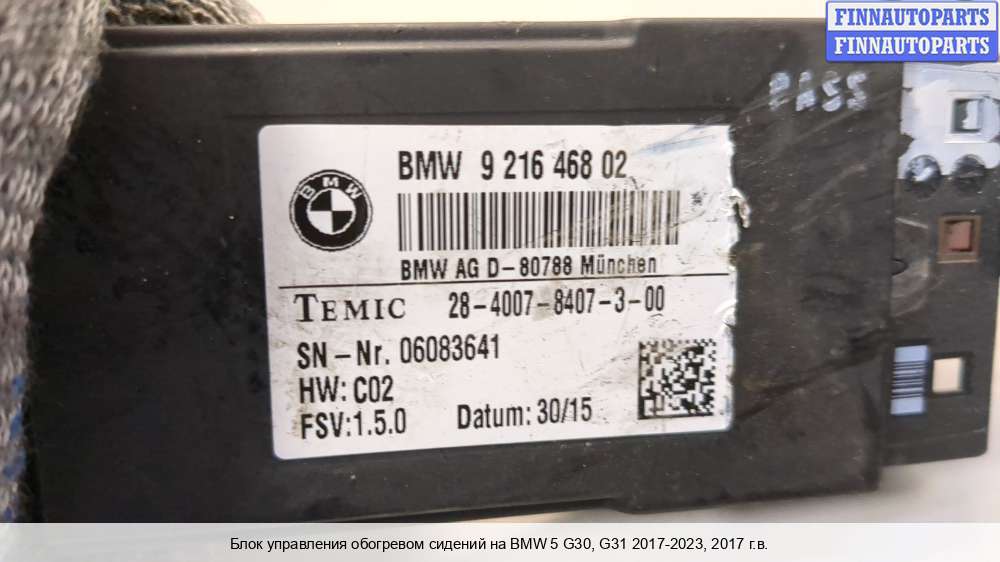 FINNAUTOPARTS
FINNAUTOPARTS
PASS
BMW 9 216 468 02
BMW
BMW AG D-80788 München
TEMIC 28-4007-8407-3-00
SN-Nr. 06083641
HW: C02
FSV:1.5.0 Datum: 30/15
Блок управления обогревом сидений на BMW 5 G30, G31 2017-2023, 2017 г.в.